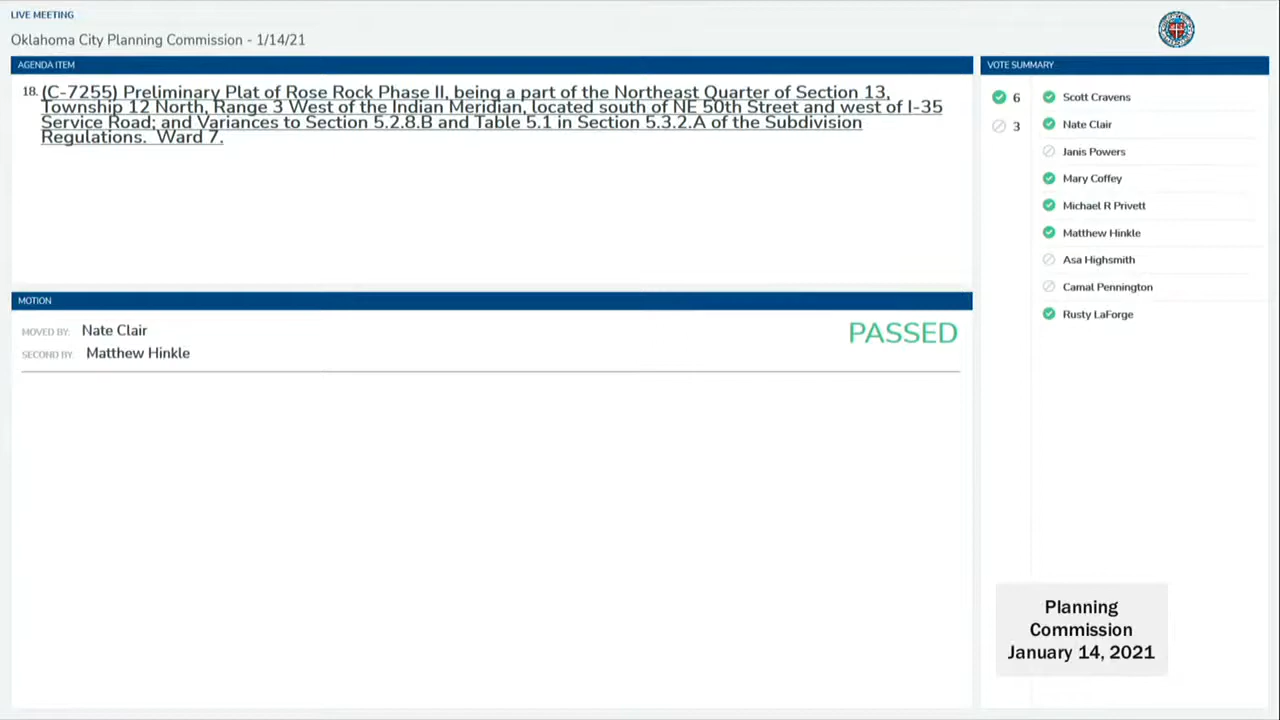 LIVE MEETING
Oklahoma City Planning Commission - 1/14/21
AGENDA ITEM
18. (C-7255) Preliminary Plat of Rose Rock Phase II, being a part of the Northeast Quarter of Section 13,
Township 12 North, Range 3 West of the Indian Meridian, located south of NE 50th Street and west of I-35
Service Road; and Variances to Section 5.2.8.B and Table 5.1 in Section 5.3.2.A of the Subdivision
Regulations. Ward 7.
MOTION
MOVED BY: Nate Clair
SECOND BY: Matthew Hinkle
PASSED
VOTE SUMMARY
6
3
Scott Cravens
Nate Clair
Janis Powers
Mary Coffey
Michael R Privett
Matthew Hinkle
Asa Highsmith
Camal Pennington
Rusty LaForge
Planning
Commission
January 14, 2021